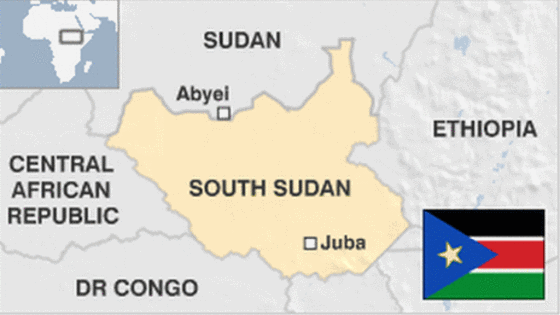 SUDAN
Abyei
ETHIOPIA
CENTRAL
AFRICAN
REPUBLIC
SOUTH SUDAN
Juba
DR CONGO